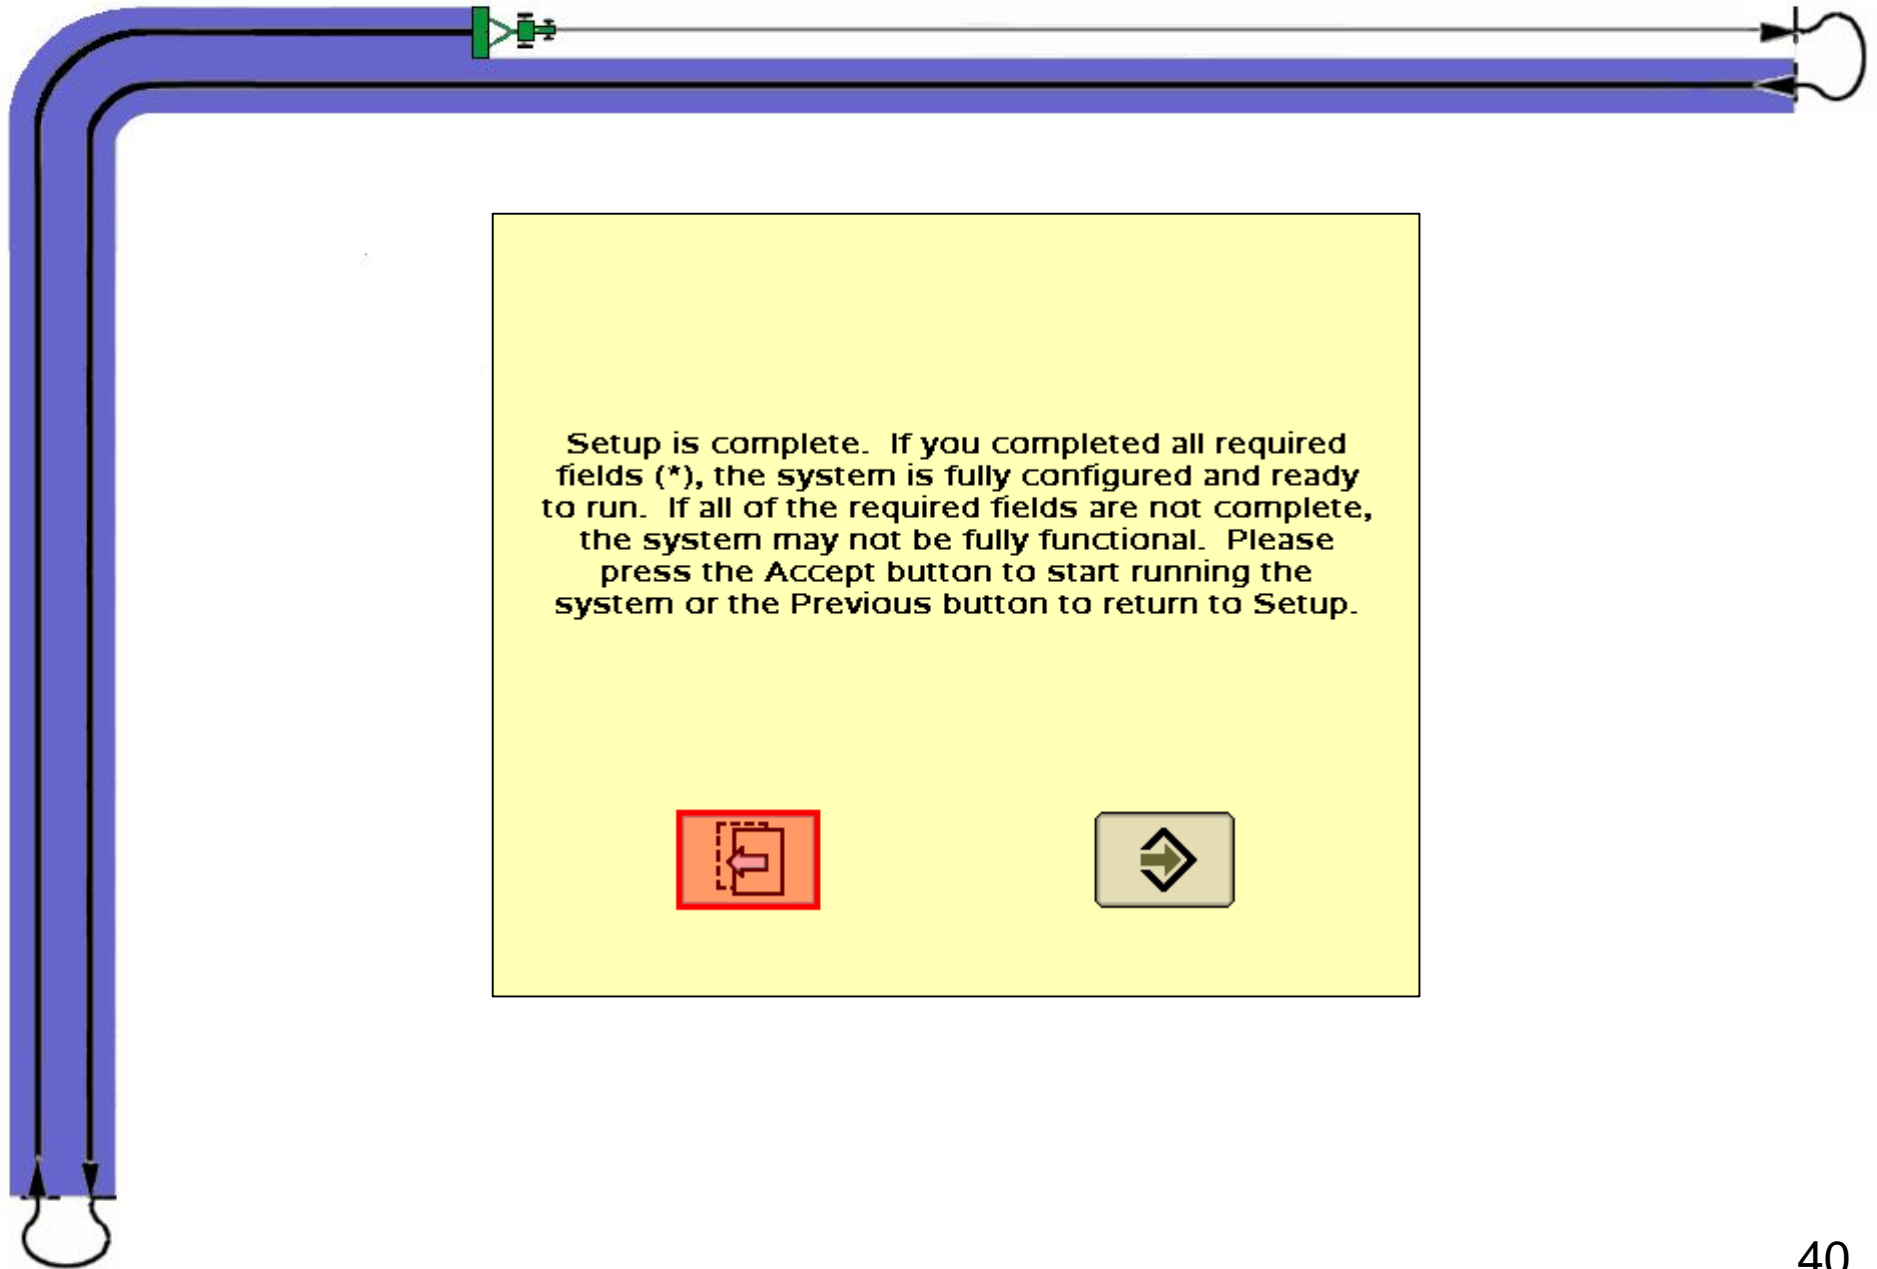 Setup is complete.  If you completed all required
fields (*), the system is fully configured and ready
to run.  If all of the required fields are not complete,
the system may not be fully functional.  Please
press the Accept button to start running the
system or the Previous button to return to Setup.
40